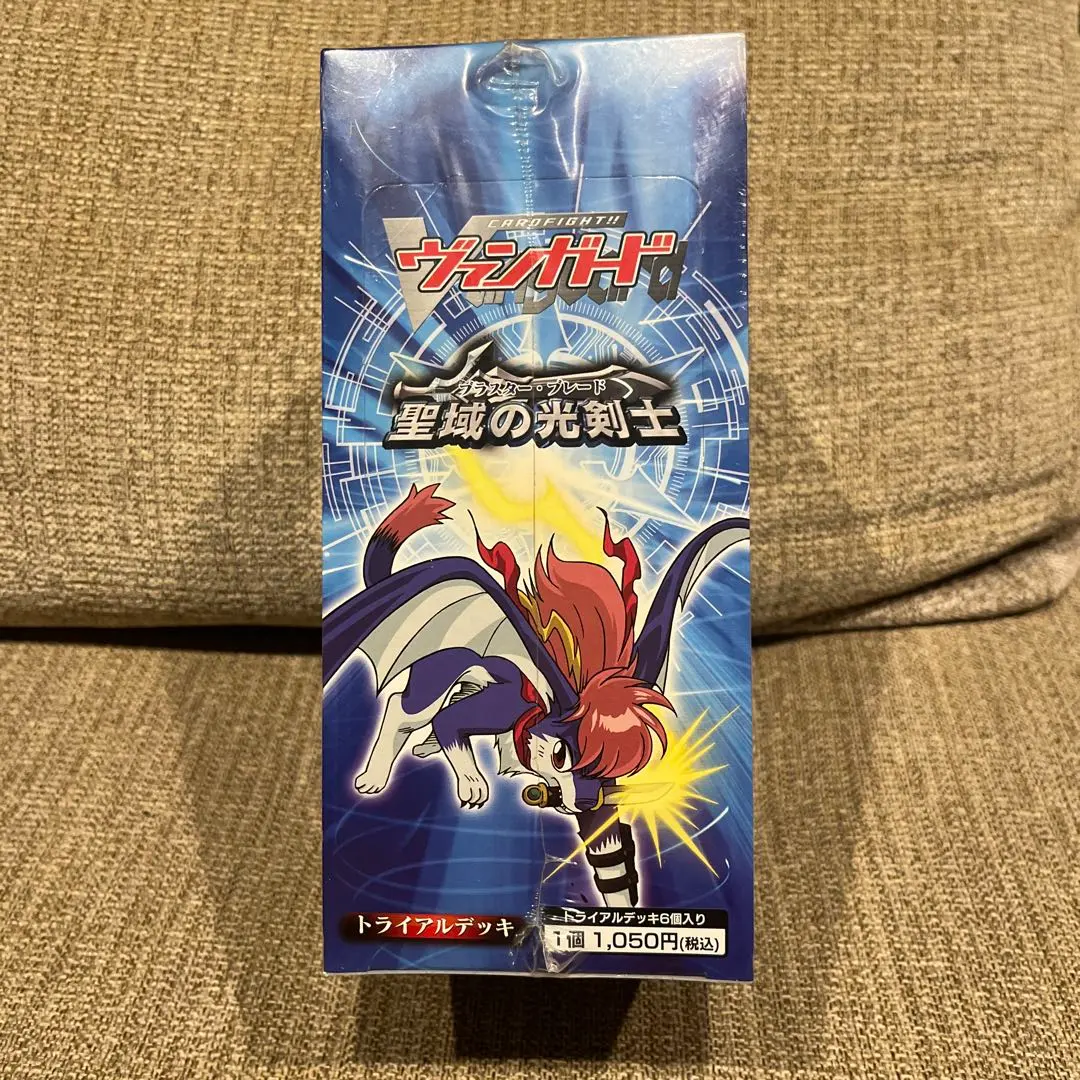 CARDFIGHT!!
ヴァンガード
Vanguard
ブラスター・ブレード
聖域の光剣士
トライアルデッキ
トライアルデッキ6個入り
1個 1,050円(税込)